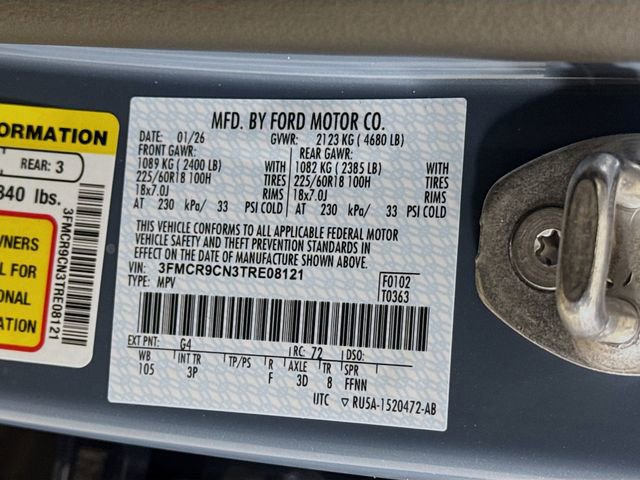 ORMATION
REAR: 3
340 lbs.
WNERS
L FOR
ONAL
ATION
3FMCR9CN3TRE08121
MFD. BY FORD MOTOR CO.
DATE: 01/26 GVWR: 2123 KG ( 4680 LB)
FRONT GAWR: REAR GAWR:
1089 KG ( 2400 LB) WITH 1082 KG ( 2385 LB) WITH
225/60R18 100H TIRES 225/60R18 100H TIRES
18x7.0J RIMS 18x7.0J RIMS
AT 230 kPa/ 33 PSI COLD AT 230 kPa/ 33 PSI COLD
THIS VEHICLE CONFORMS TO ALL APPLICABLE FEDERAL MOTOR
VEHICLE SAFETY AND THEFT PREVENTION STANDARDS IN
EFFECT ON THE DATE OF MANUFACTURE SHOWN ABOVE.
VIN: 3FMCR9CN3TRE08121 F0102
TYPE: MPV T0363
EXT PNT: G4 RC: 72 DSO:
WB INT TR TP/PS R AXLE TR SPR
105 3P F 3D 8 FFNN
UTC ▽ RU5A-1520472-AB